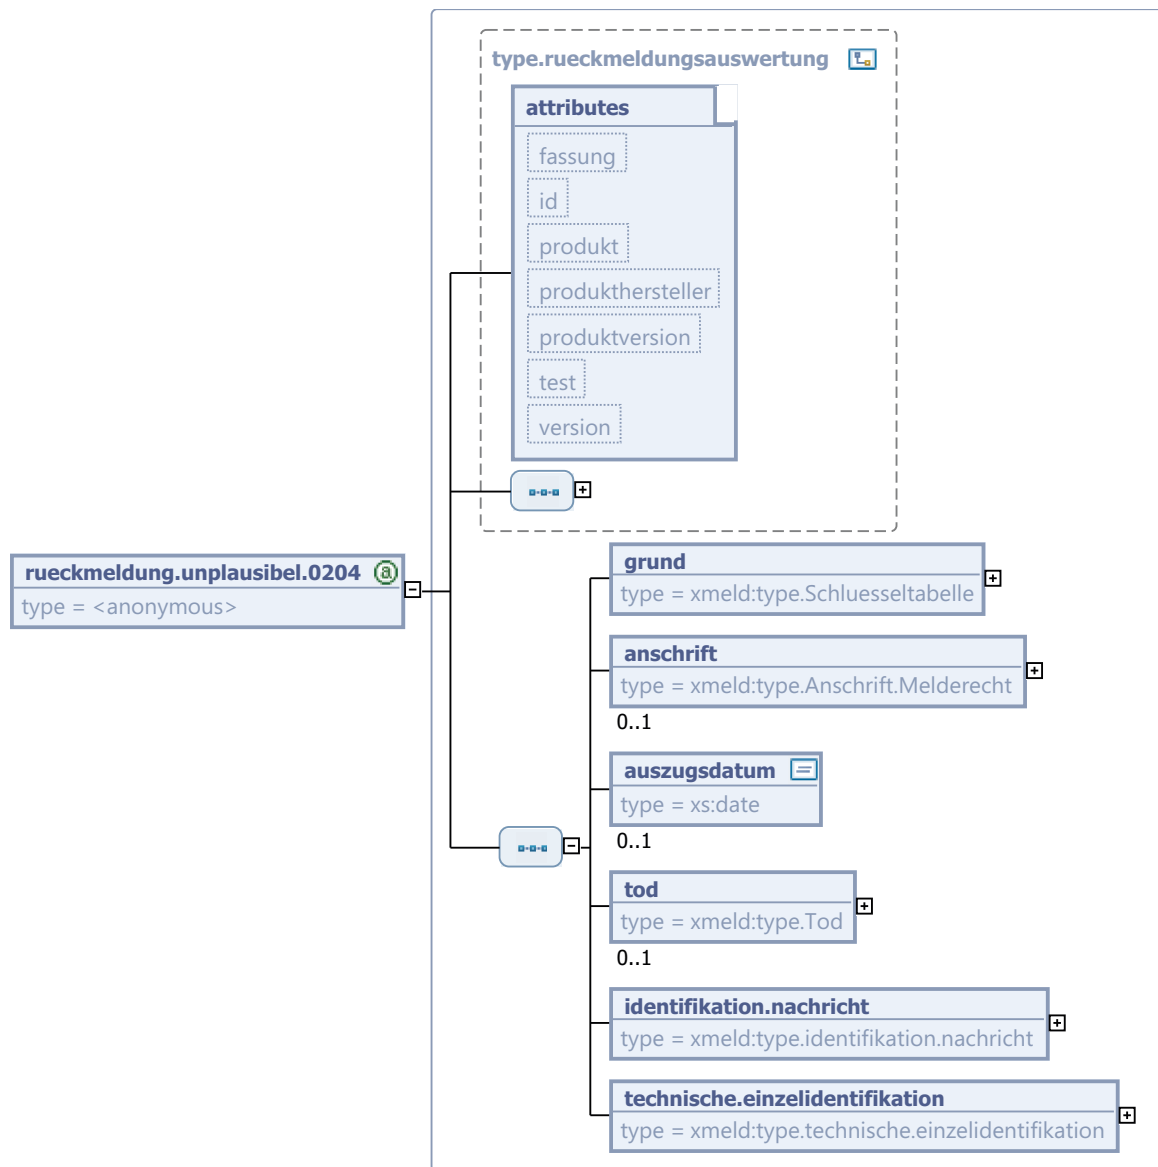 type.rueckmeldungsauswertung
attributes
fassung
id
produkt
produkthersteller
produktversion
test
version
rueckmeldung.unplausibel.0204
type = <anonymous>
grund
type = xmeld:type.Schluesseltabelle
anschrift
type = xmeld:type.Anschrift.Melderecht
0..1
auszugsdatum
type = xs:date
0..1
tod
type = xmeld:type.Tod
0..1
identifikation.nachricht
type = xmeld:type.identifikation.nachricht
technische.einzelidentifikation
type = xmeld:type.technische.einzelidentifikation